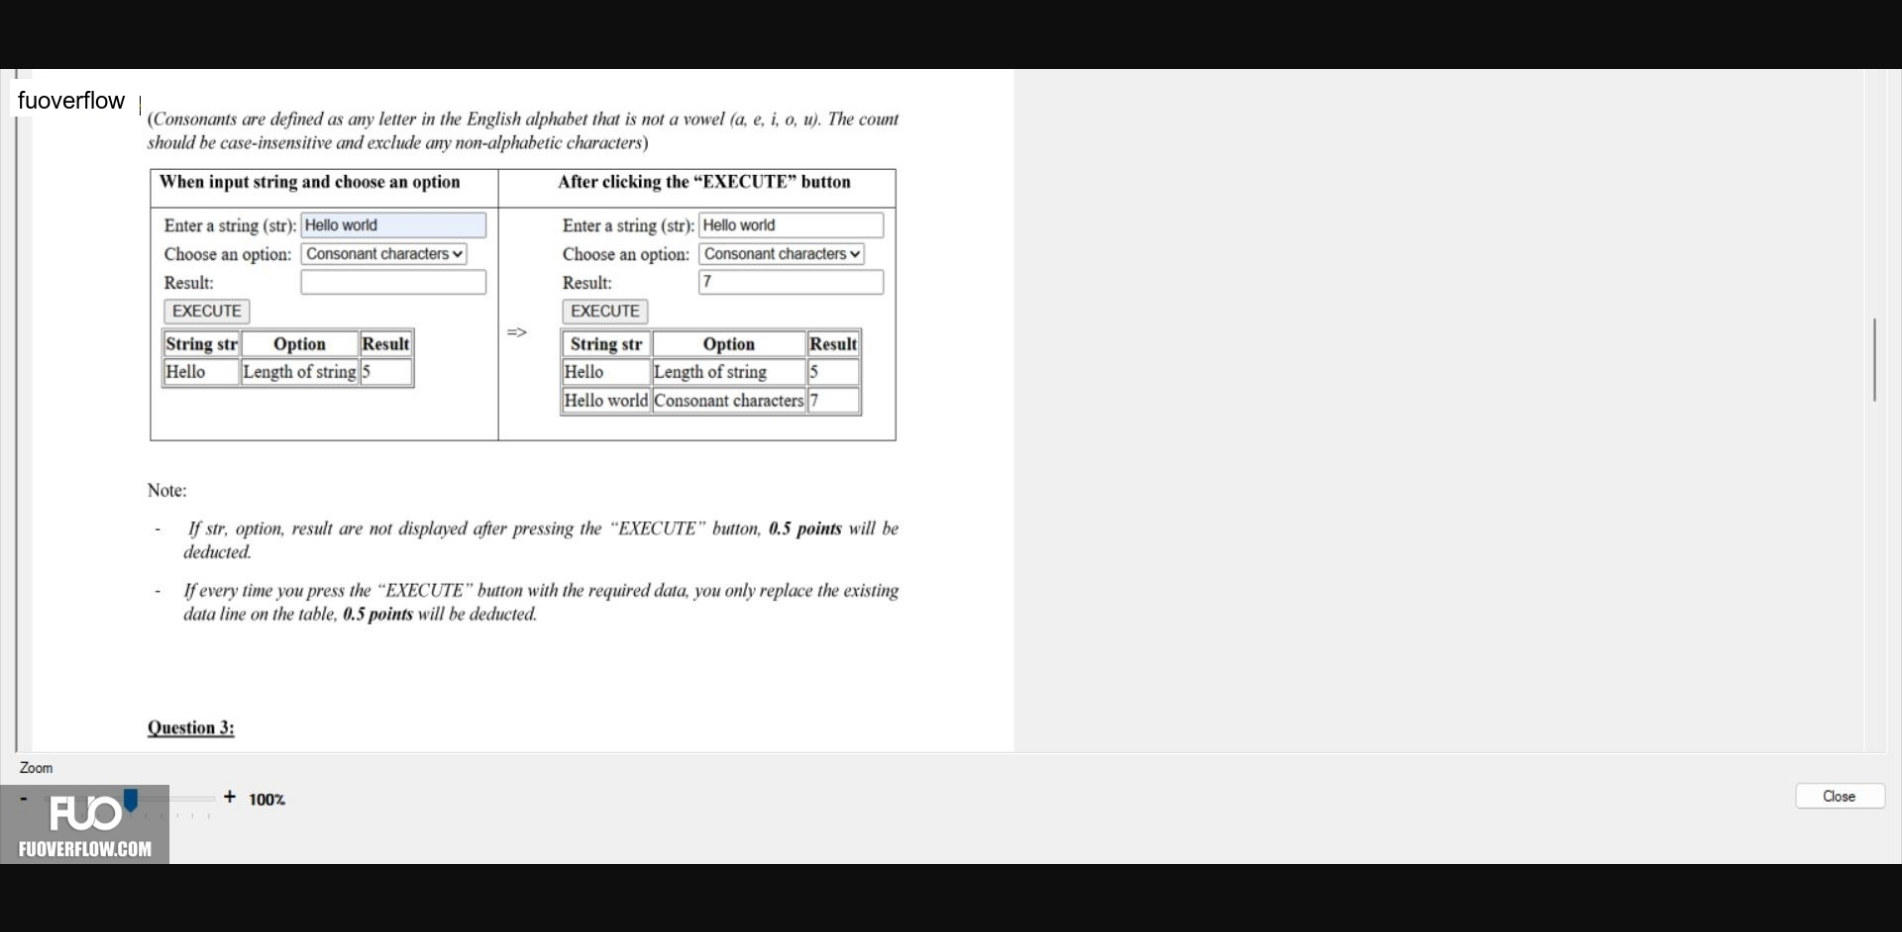 fuoverflow
(Consonants are defined as any letter in the English alphabet that is not a vowel (a, e, i, o, u). The count
should be case-insensitive and exclude any non-alphabetic characters)
When input string and choose an option
After clicking the “EXECUTE” button
Enter a string (str): Hello world
Choose an option: Consonant characters
Result:
EXECUTE
String str Option Result
Hello Length of string 5
=>
Enter a string (str): Hello world
Choose an option: Consonant characters
Result: 7
EXECUTE
String str Option Result
Hello Length of string 5
Hello world Consonant characters 7
Note:
- If str, option, result are not displayed after pressing the “EXECUTE” button, 0.5 points will be
deducted.
- If every time you press the “EXECUTE” button with the required data, you only replace the existing
data line on the table, 0.5 points will be deducted.
Question 3:
Zoom
- + 100%
Close
FUO
FUOVERFLOW.COM